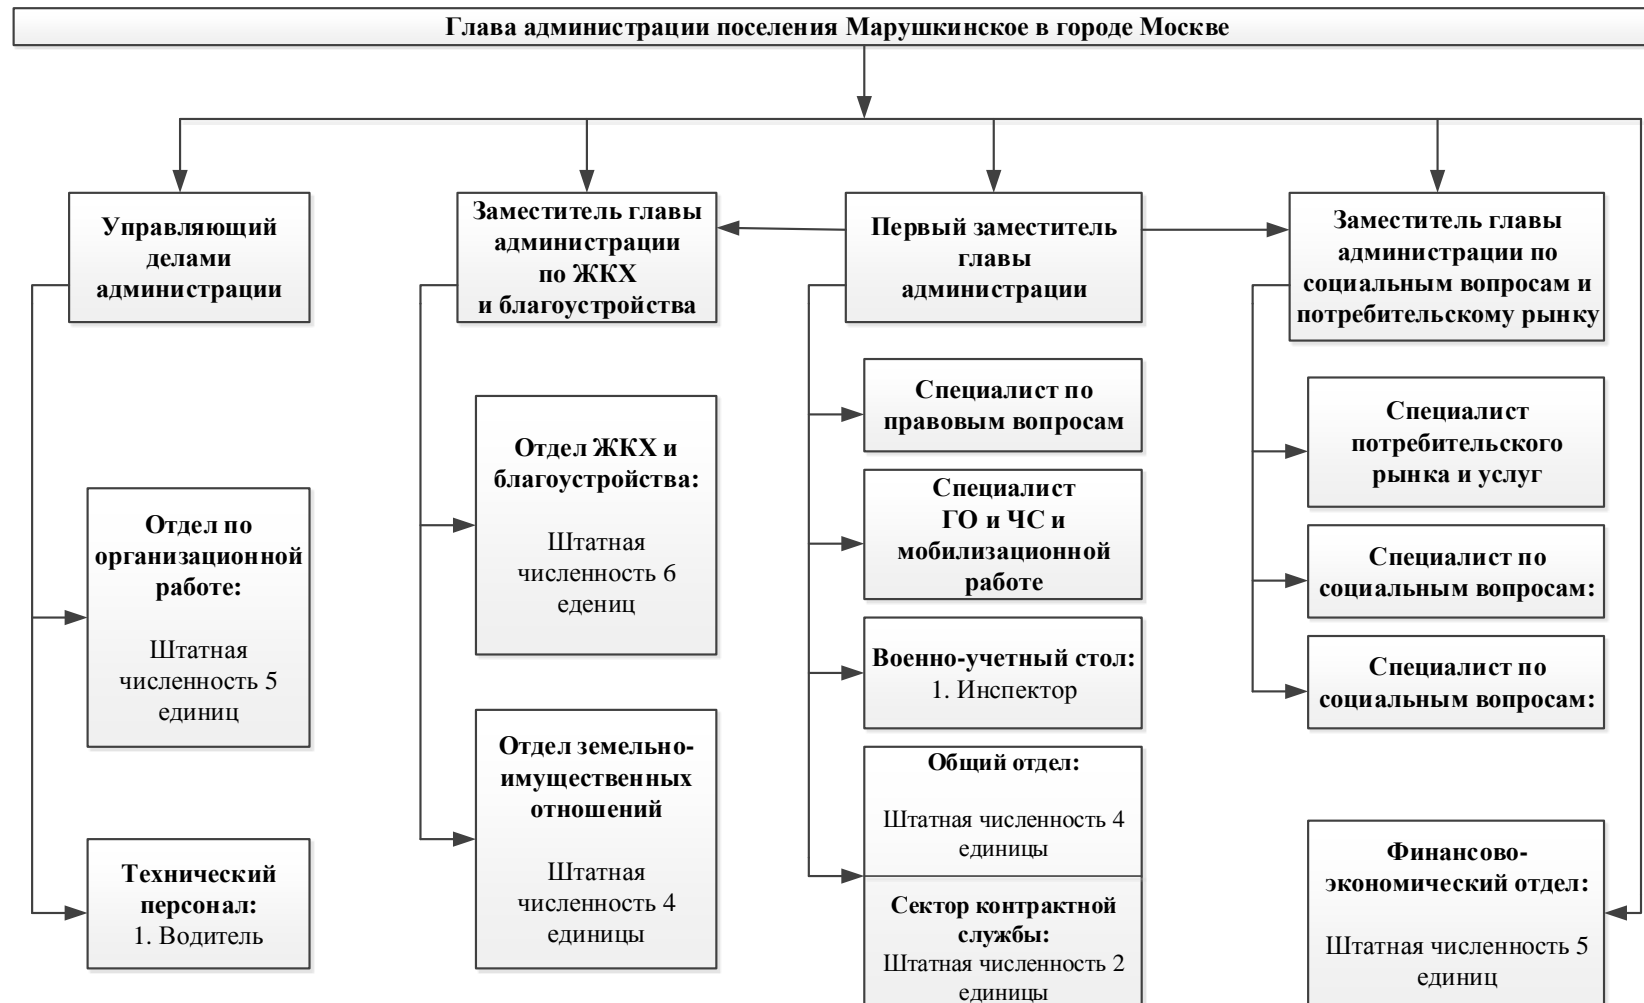 Глава администрации поселения Марушкинское в городе Москве
Управляющий
делами
администрации
Заместитель главы
администрации
по ЖКХ
и благоустройства
Первый заместитель
главы
администрации
Заместитель главы
администрации по
социальным вопросам и
потребительскому рынку
Отдел по
организационной
работе:
Штатная
численность 5
единиц
Технический
персонал:
1. Водитель
Отдел ЖКХ и
благоустройства:
Штатная
численность 6
едениц
Отдел земельно-
имущественных
отношений
Штатная
численность 4
единицы
Специалист по
правовым вопросам
Специалист
ГО и ЧС и
мобилизационной
работе
Военно-учетный стол:
1. Инспектор
Общий отдел:
Штатная численность 4
единицы
Сектор контрактной
службы:
Штатная численность 2
единицы
Специалист
потребительского
рынка и услуг
Специалист по
социальным вопросам:
Специалист по
социальным вопросам:
Финансово-
экономический отдел:
Штатная численность 5
единиц